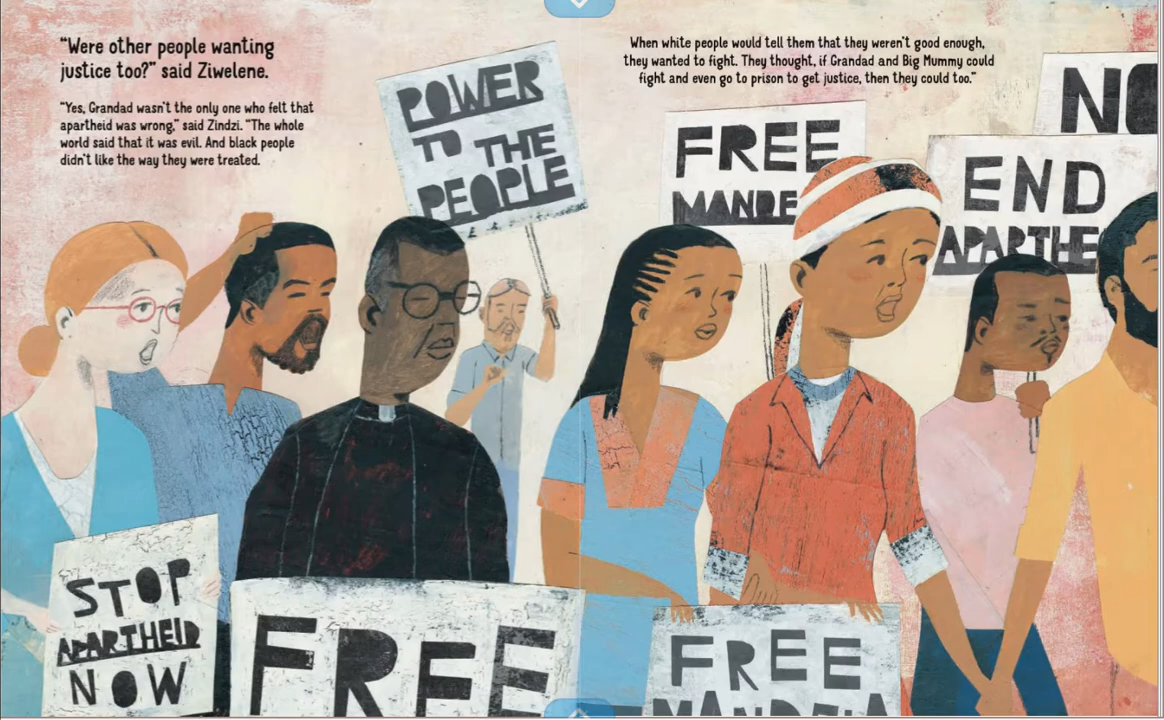 “Were other people wanting
justice too?” said Ziwelene.
“Yes, Grandad wasn’t the only one who felt that
apartheid was wrong,” said Zindzi. “The whole
world said that it was evil. And black people
didn’t like the way they were treated.
When white people would tell them that they weren’t good enough,
they wanted to fight. They thought, if Grandad and Big Mummy could
fight and even go to prison to get justice, then they could too.”
POWER
TO THE
PEOPLE
FREE
MANDE
NO
END
APARTHE
STOP
APARTHEID
NOW
FREE
FREE
MANDELA